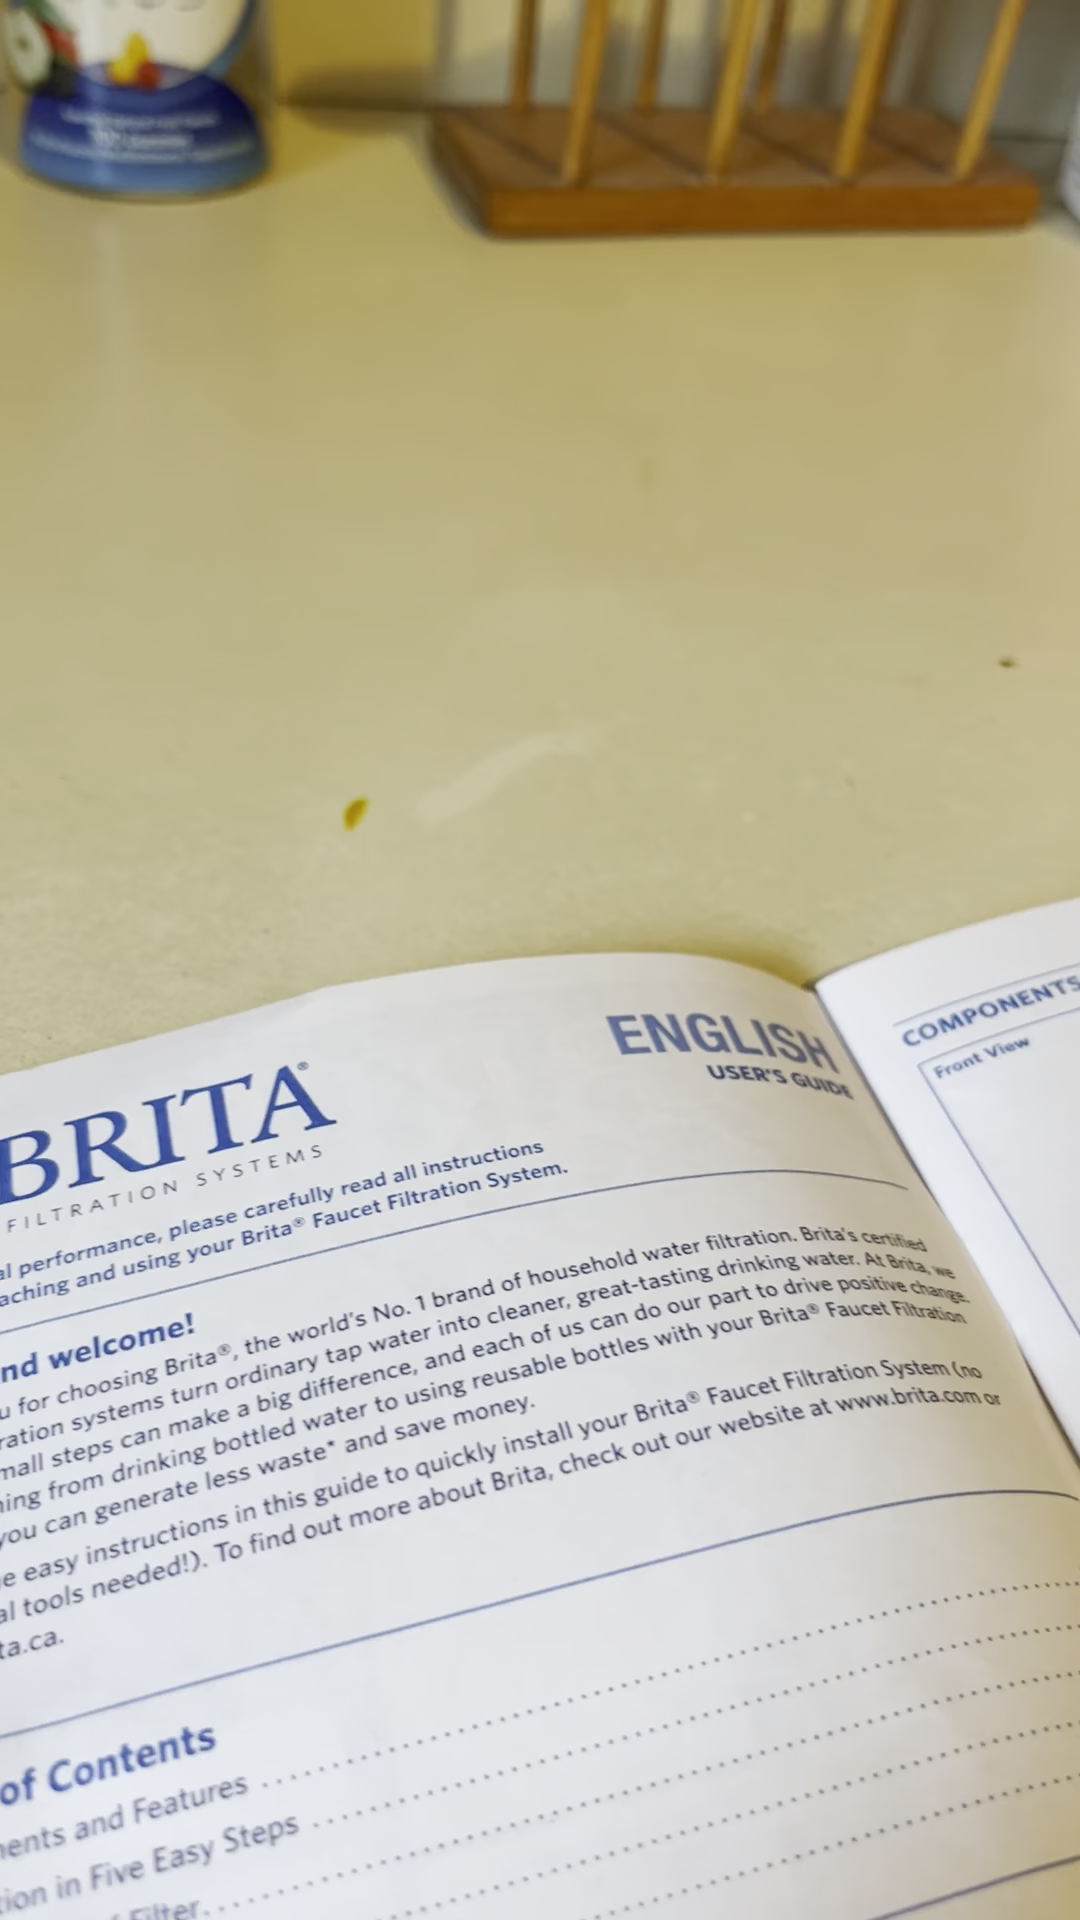 BRITA®
FILTRATION SYSTEMS
ENGLISH
USER'S GUIDE
al performance, please carefully read all instructions
aching and using your Brita® Faucet Filtration System.
nd welcome!
u for choosing Brita®, the world's No. 1 brand of household water filtration. Brita's certified
ration systems turn ordinary tap water into cleaner, great-tasting drinking water. At Brita, we
mall steps can make a big difference, and each of us can do our part to drive positive change.
ing from drinking bottled water to using reusable bottles with your Brita® Faucet Filtration
you can generate less waste* and save money.
e easy instructions in this guide to quickly install your Brita® Faucet Filtration System (no
al tools needed!). To find out more about Brita, check out our website at www.brita.com or
ta.ca.
of Contents
ents and Features
tion in Five Easy Steps
Filter
COMPONENTS
Front View